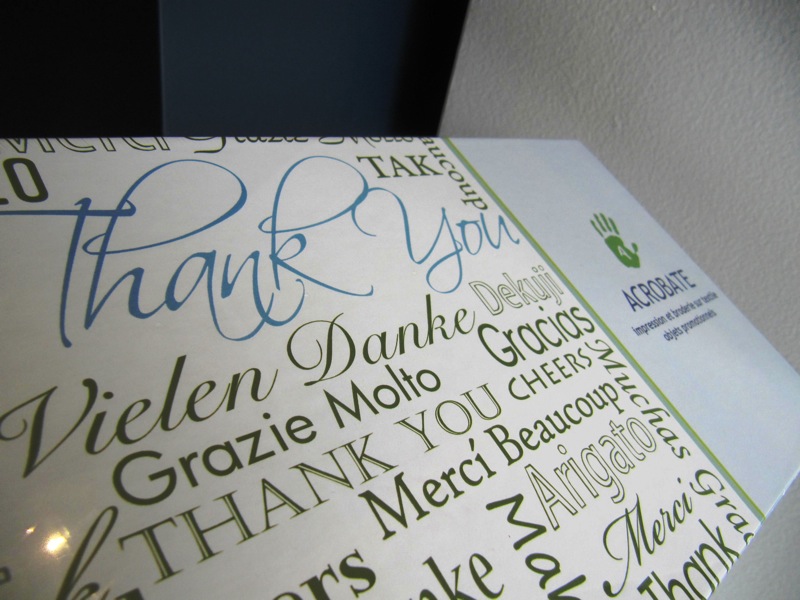 Merci Grazie Molto
TAK
Thank You
Dekuji
Vielen Danke
Gracias
Grazie Molto
CHEERS
THANK YOU
Merci Beaucoup
Muchas
Arigato
Merci
Thank
ACROBATE
impression et broderie sur textile
objets promotionnels